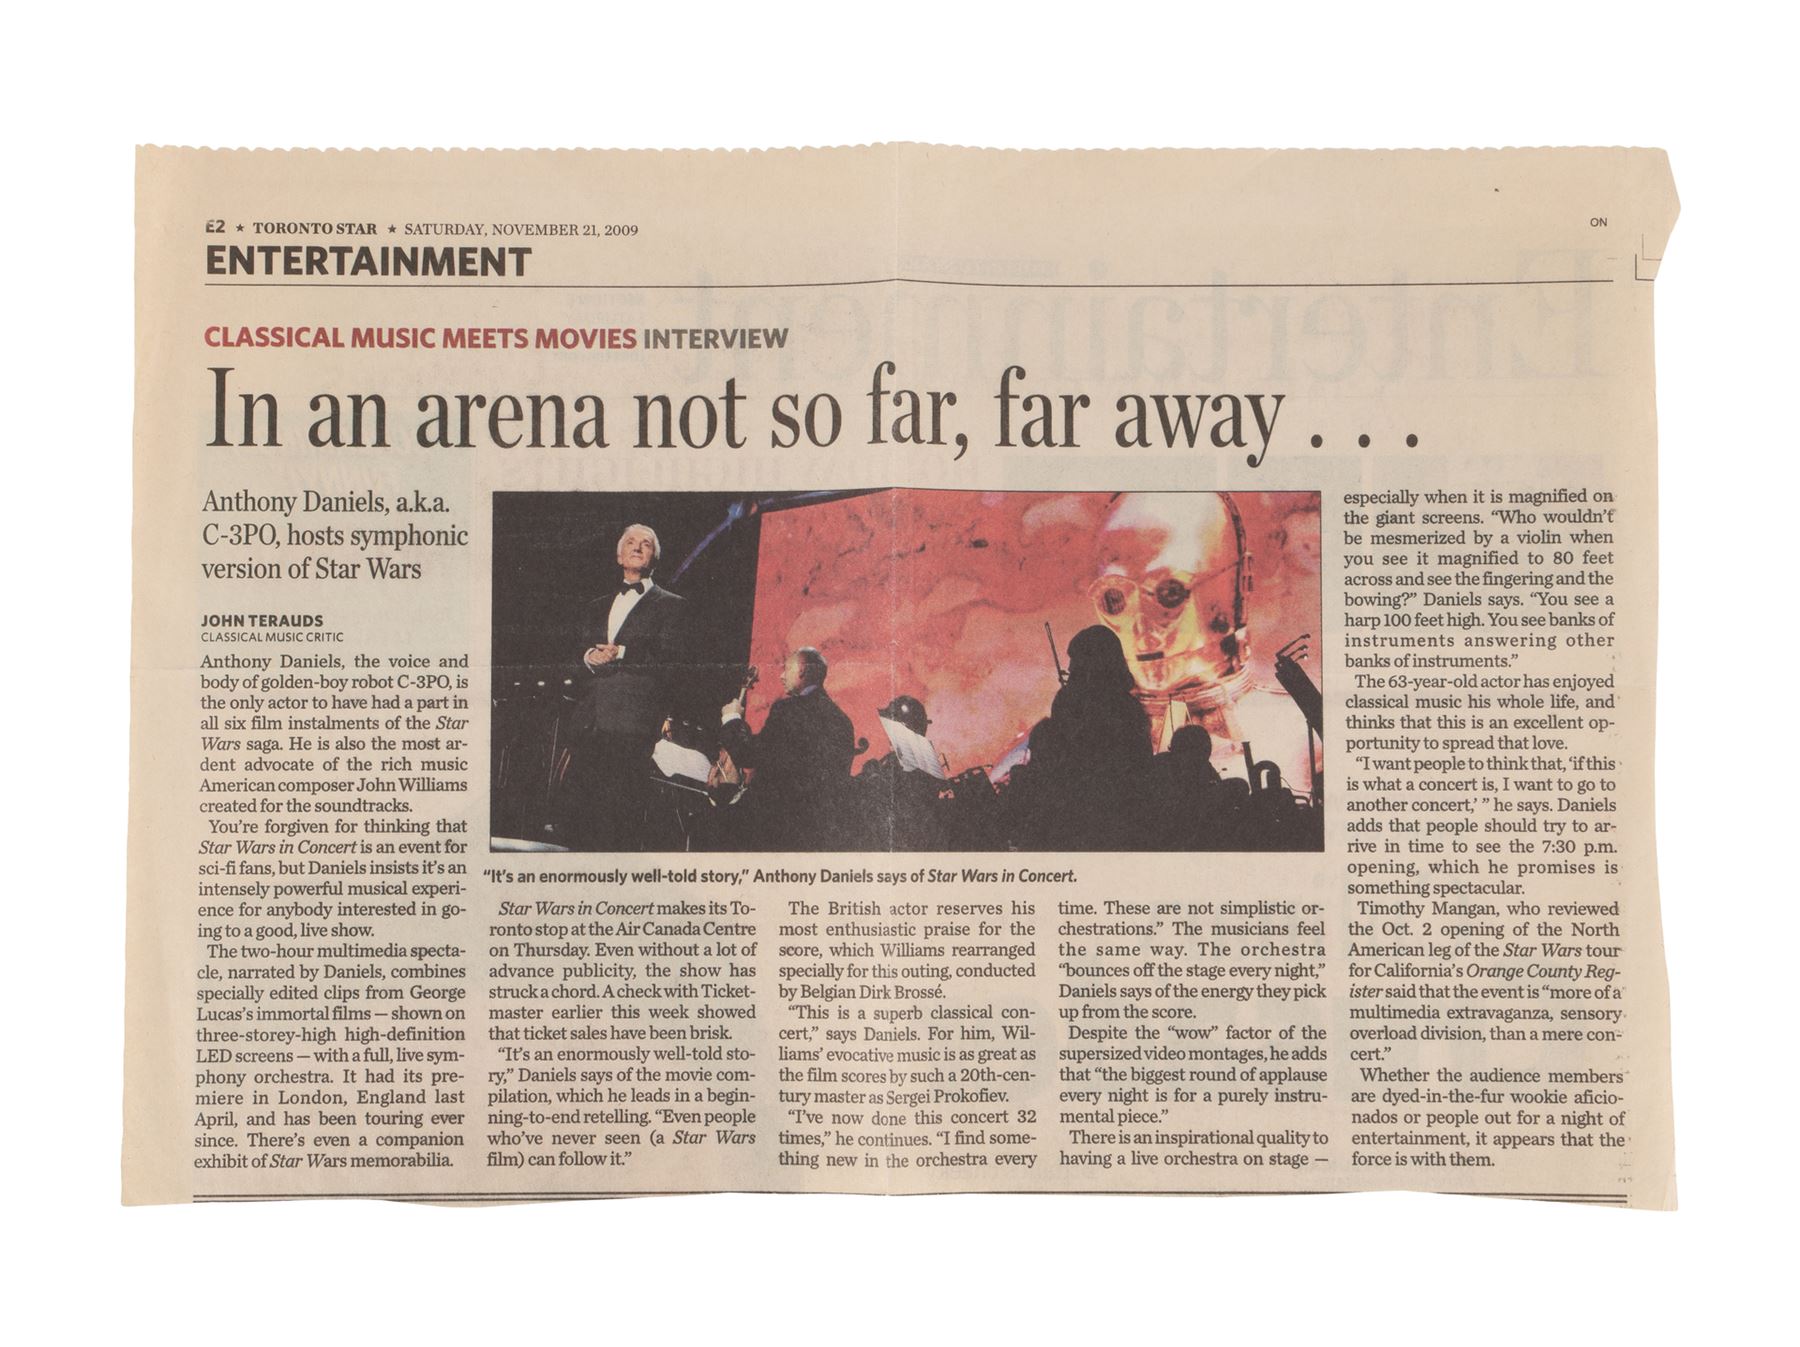 E2 ★ TORONTO STAR ★ SATURDAY, NOVEMBER 21, 2009
ON
ENTERTAINMENT
CLASSICAL MUSIC MEETS MOVIES INTERVIEW
In an arena not so far, far away . . .
Anthony Daniels, a.k.a.
C-3PO, hosts symphonic
version of Star Wars
JOHN TERAUDS
CLASSICAL MUSIC CRITIC
Anthony Daniels, the voice and
body of golden-boy robot C-3PO, is
the only actor to have had a part in
all six film instalments of the Star
Wars saga. He is also the most ar-
dent advocate of the rich music
American composer John Williams
created for the soundtracks.
You're forgiven for thinking that
Star Wars in Concert is an event for
sci-fi fans, but Daniels insists it's an
intensely powerful musical experi-
ence for anybody interested in go-
ing to a good, live show.
The two-hour multimedia specta-
cle, narrated by Daniels, combines
specially edited clips from George
Lucas's immortal films — shown on
three-storey-high high-definition
LED screens — with a full, live sym-
phony orchestra. It had its pre-
miere in London, England last
April, and has been touring ever
since. There's even a companion
exhibit of Star Wars memorabilia.
"It's an enormously well-told story," Anthony Daniels says of Star Wars in Concert.
Star Wars in Concert makes its To-
ronto stop at the Air Canada Centre
on Thursday. Even without a lot of
advance publicity, the show has
struck a chord. A check with Ticket-
master earlier this week showed
that ticket sales have been brisk.
"It's an enormously well-told sto-
ry," Daniels says of the movie com-
pilation, which he leads in a begin-
ning-to-end retelling. "Even people
who've never seen (a Star Wars
film) can follow it."
The British actor reserves his
most enthusiastic praise for the
score, which Williams rearranged
specially for this outing, conducted
by Belgian Dirk Brossé.
"This is a superb classical con-
cert," says Daniels. For him, Wil-
liams' evocative music is as great as
the film scores by such a 20th-cen-
tury master as Sergei Prokofiev.
"I've now done this concert 32
times," he continues. "I find some-
thing new in the orchestra every
time. These are not simplistic or-
chestrations." The musicians feel
the same way. The orchestra
"bounces off the stage every night,"
Daniels says of the energy they pick
up from the score.
Despite the "wow" factor of the
supersized video montages, he adds
that "the biggest round of applause
every night is for a purely instru-
mental piece."
There is an inspirational quality to
having a live orchestra on stage —
especially when it is magnified on
the giant screens. "Who wouldn't
be mesmerized by a violin when
you see it magnified to 80 feet
across and see the fingering and the
bowing?" Daniels says. "You see a
harp 100 feet high. You see banks of
instruments answering other
banks of instruments."
The 63-year-old actor has enjoyed
classical music his whole life, and
thinks that this is an excellent op-
portunity to spread that love.
"I want people to think that, 'if this
is what a concert is, I want to go to
another concert,' " he says. Daniels
adds that people should try to ar-
rive in time to see the 7:30 p.m.
opening, which he promises is
something spectacular.
Timothy Mangan, who reviewed
the Oct. 2 opening of the North
American leg of the Star Wars tour
for California's Orange County Reg-
ister said that the event is "more of a
multimedia extravaganza, sensory
overload division, than a mere con-
cert."
Whether the audience members
are dyed-in-the-fur wookie aficio-
nados or people out for a night of
entertainment, it appears that the
force is with them.